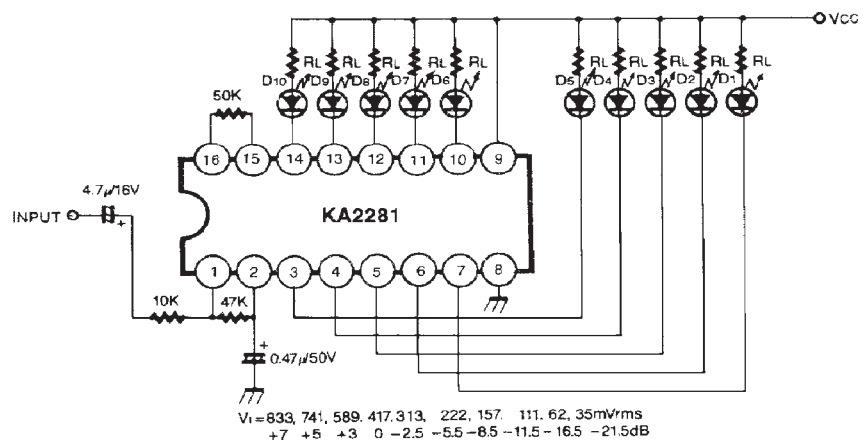 VCC
RL RL RL RL RL RL RL RL RL RL
D10 D9 D8 D7 D6 D5 D4 D3 D2 D1
50K
16 15 14 13 12 11 10 9
4.7µ/16V
+
INPUT
KA2281
1 2 3 4 5 6 7 8
10K 47K
+
0.47µ/50V
VI=833, 741, 589. 417. 313, 222, 157. 111. 62, 35mVrms
+7 +5 +3 0 -2.5 -5.5 -8.5 -11.5 -16.5 -21.5dB